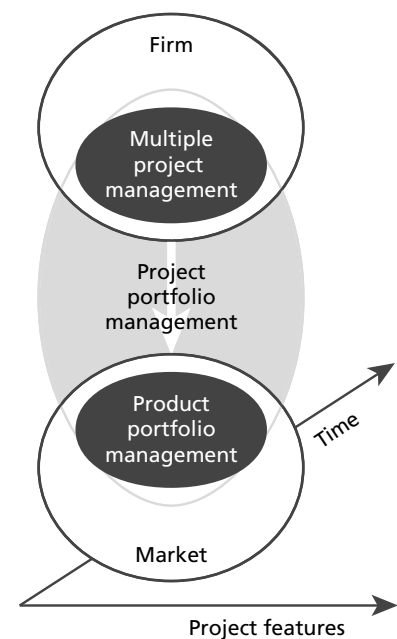 Firm
Multiple
project
management
Project
portfolio
management
Product
portfolio
management
Time
Market
Project features